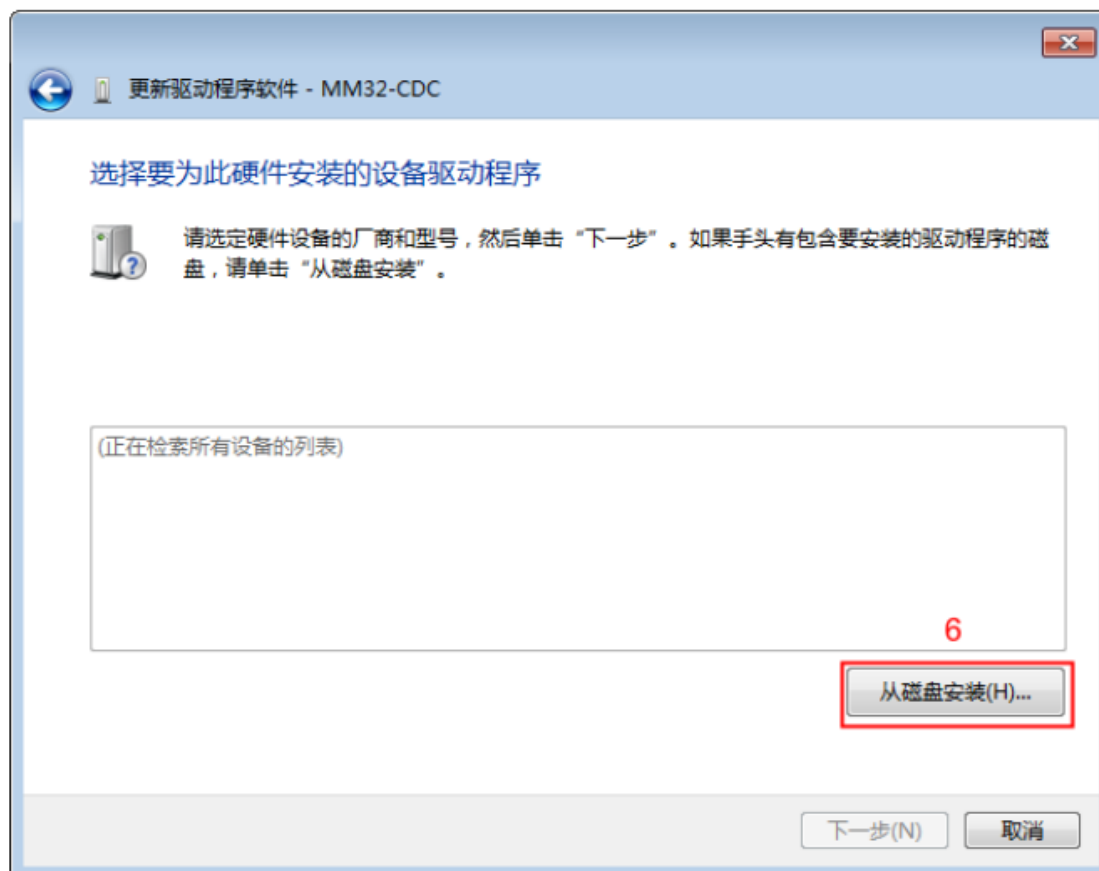 更新驱动程序软件 - MM32-CDC
选择要为此硬件安装的设备驱动程序
请选定硬件设备的厂商和型号，然后单击“下一步”。如果手头有包含要安装的驱动程序的磁
盘，请单击“从磁盘安装”。
(正在检索所有设备的列表)
6
从磁盘安装(H)...
下一步(N)
取消